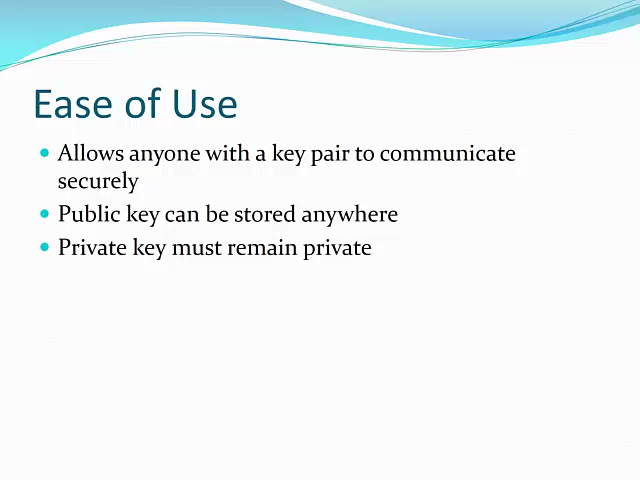 Ease of Use
Allows anyone with a key pair to communicate
securely
Public key can be stored anywhere
Private key must remain private